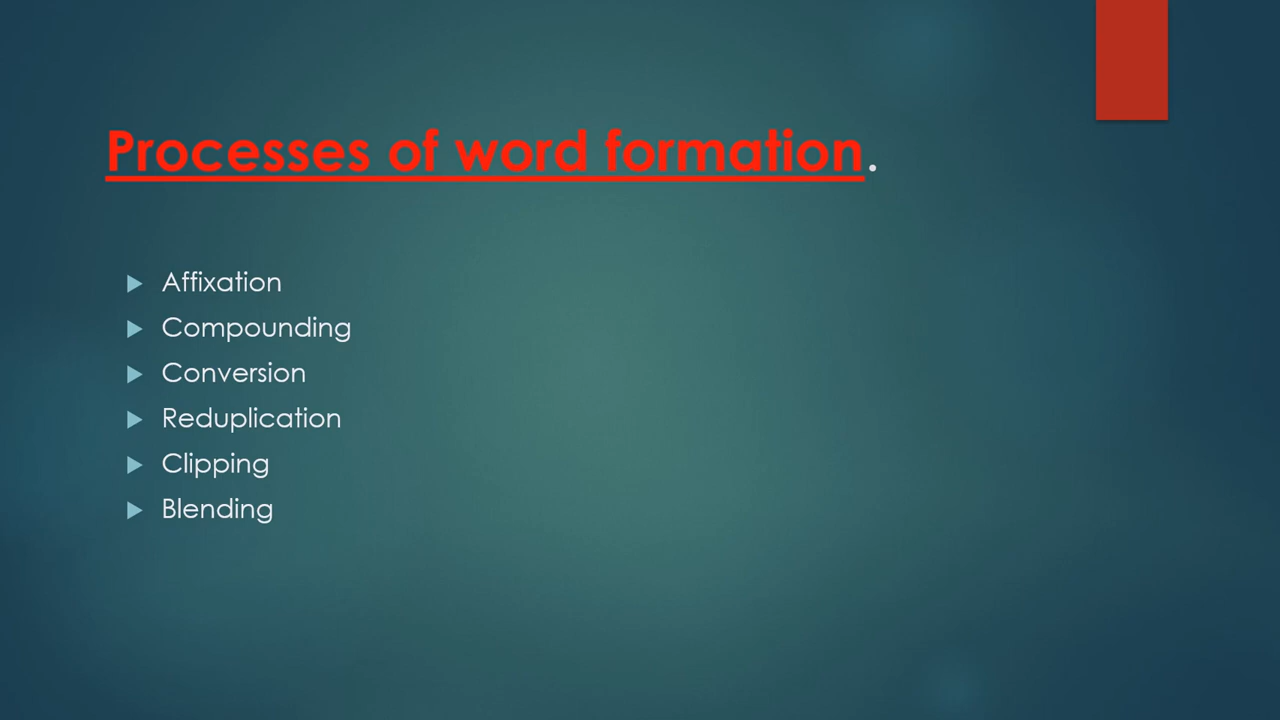 Processes of word formation.
Affixation
Compounding
Conversion
Reduplication
Clipping
Blending